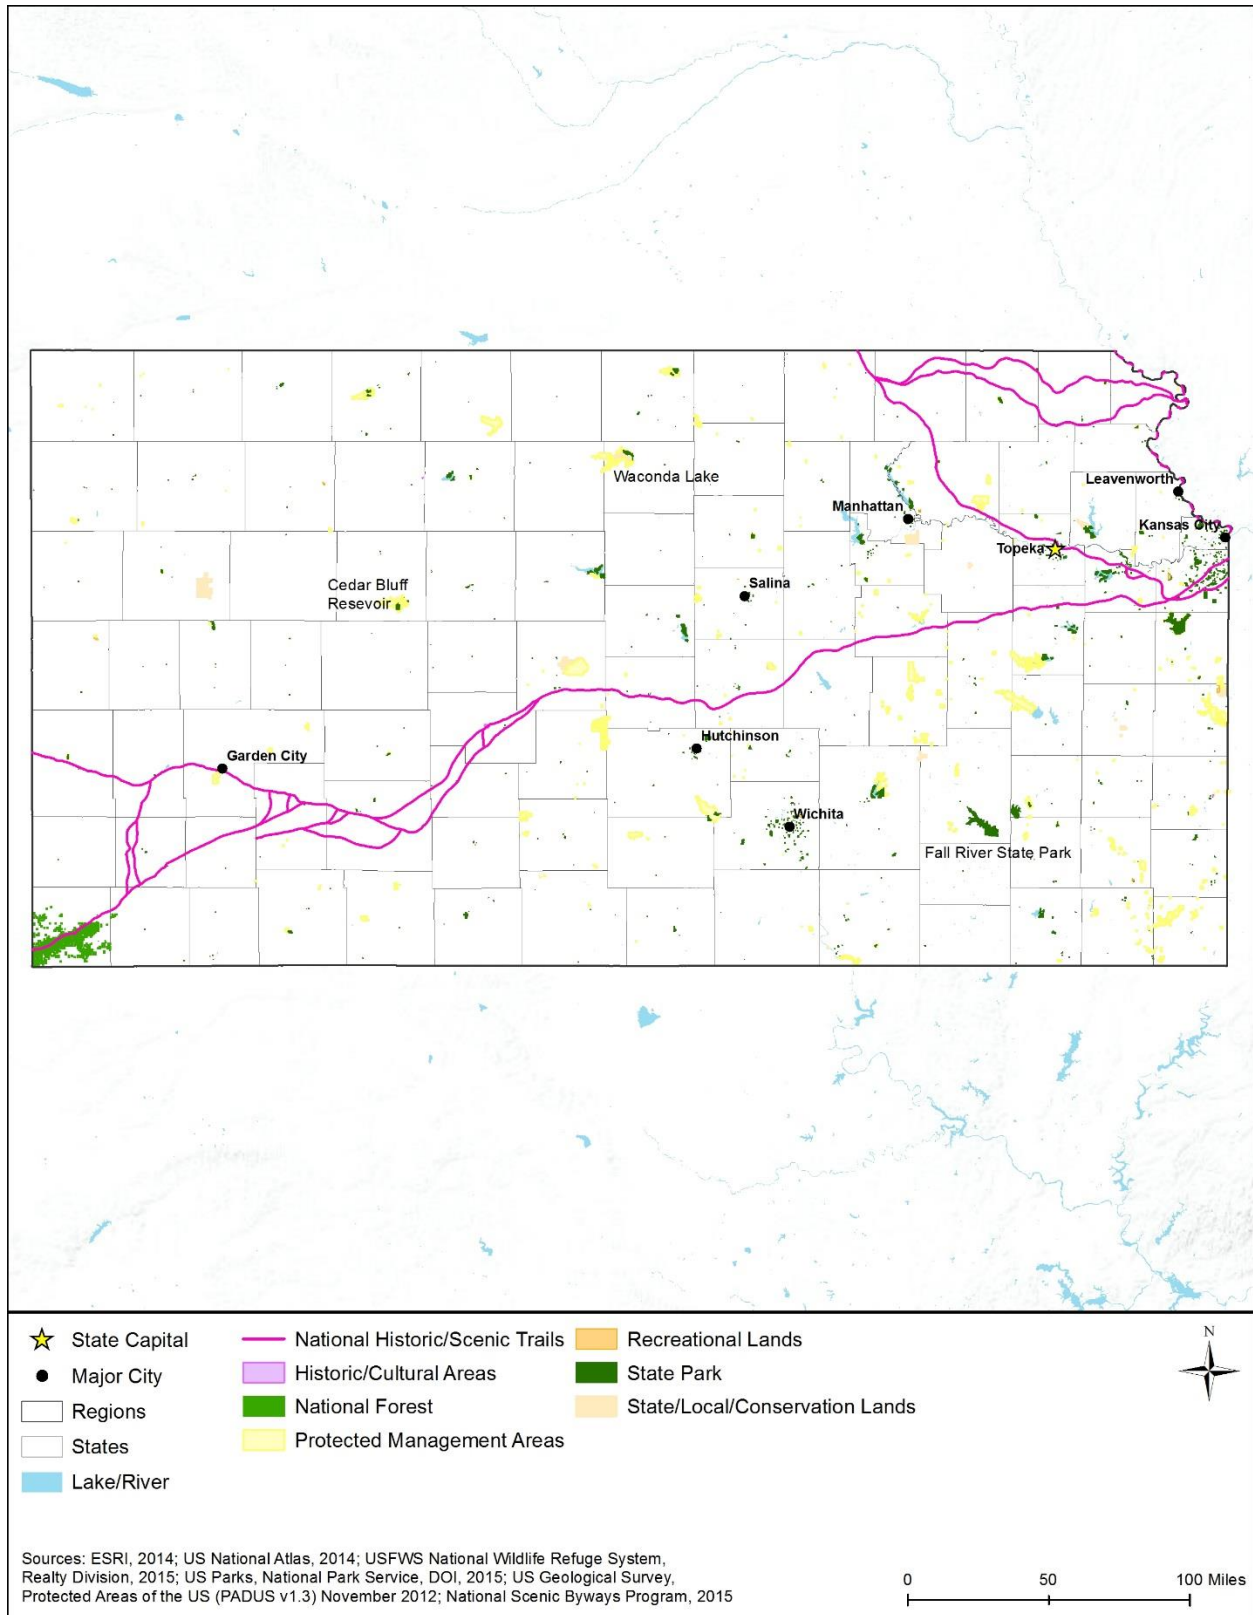 Waconda Lake
Leavenworth
Manhattan
Kansas City
Topeka
Cedar Bluff
Resevoir
Salina
Hutchinson
Garden City
Wichita
Fall River State Park
State Capital
Major City
Regions
States
Lake/River
National Historic/Scenic Trails
Historic/Cultural Areas
National Forest
Protected Management Areas
Recreational Lands
State Park
State/Local/Conservation Lands
N
Sources: ESRI, 2014; US National Atlas, 2014; USFWS National Wildlife Refuge System,
Realty Division, 2015; US Parks, National Park Service, DOI, 2015; US Geological Survey,
Protected Areas of the US (PADUS v1.3) November 2012; National Scenic Byways Program, 2015
0 50 100 Miles